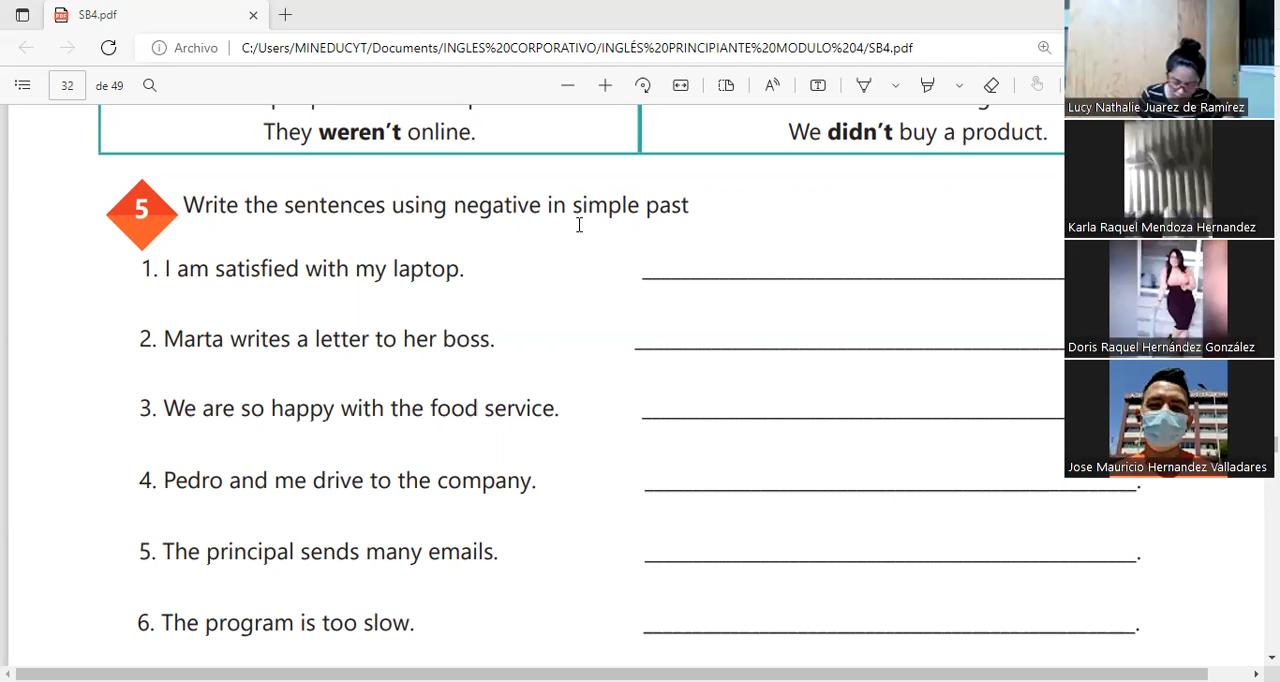 SB4.pdf
Archivo
C:/Users/MINEDUCYT/Documents/INGLES%20CORPORATIVO/INGLÉS%20PRINCIPIANTE%20MODULO%204/SB4.pdf
32
de 49
They weren't online.
We didn't buy a product.
5
Write the sentences using negative in simple past
1. I am satisfied with my laptop.
2. Marta writes a letter to her boss.
3. We are so happy with the food service.
4. Pedro and me drive to the company.
5. The principal sends many emails.
6. The program is too slow.
Lucy Nathalie Juarez de Ramírez
Karla Raquel Mendoza Hernandez
Doris Raquel Hernández González
Jose Mauricio Hernandez Valladares